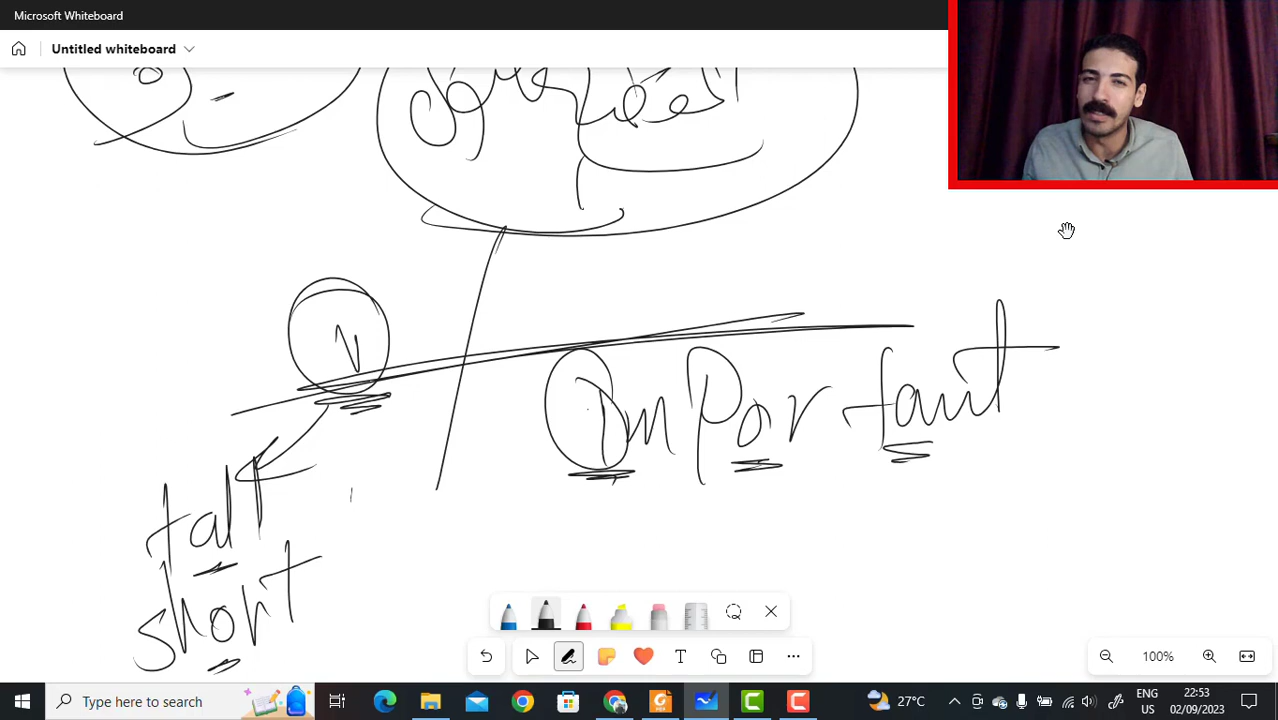 Microsoft Whiteboard
Untitled whiteboard
1
Important
tall
short
100%
Type here to search
27°C
ENG
US
22:53
02/09/2023